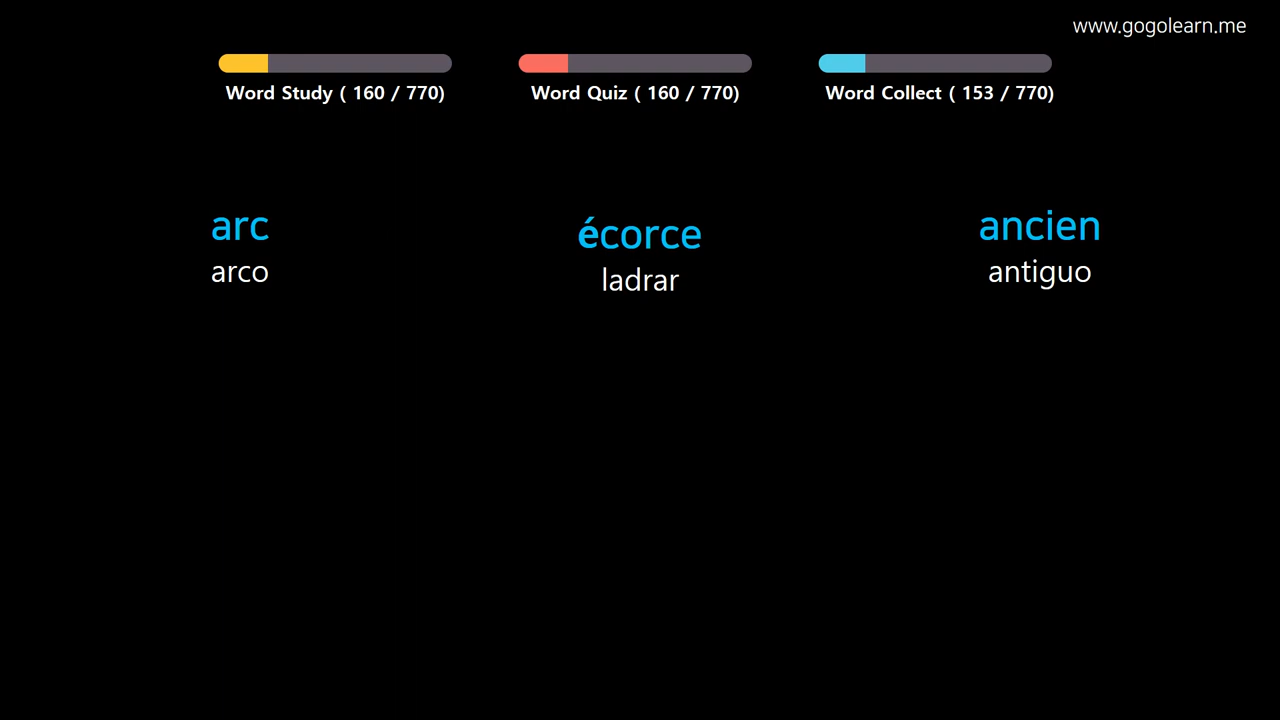 www.gogolearn.me
Word Study ( 160 / 770)
Word Quiz ( 160 / 770)
Word Collect ( 153 / 770)
arc
arco
écorce
ladrar
ancien
antiguo